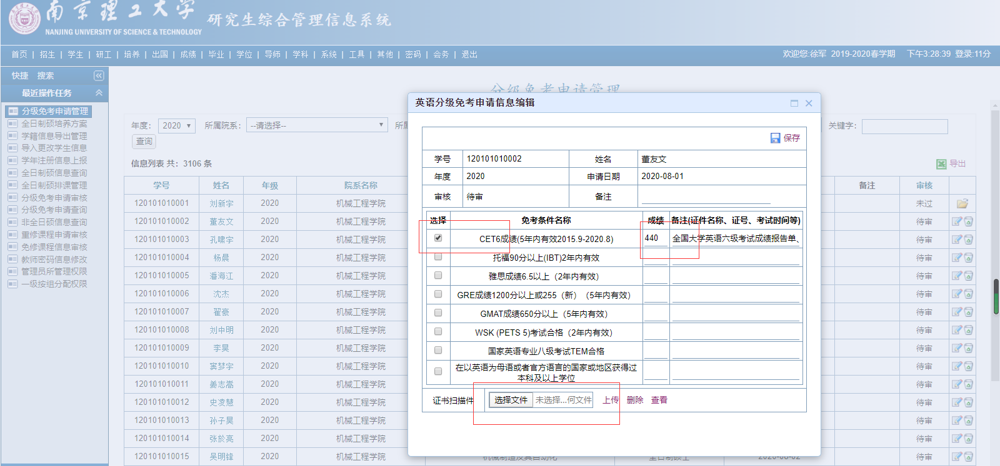 南京理工大学 研究生综合管理信息系统
NANJING UNIVERSITY OF SCIENCE & TECHNOLOGY
首页 | 招生 | 学生 | 研工 | 培养 | 出国 | 成绩 | 毕业 | 学位 | 导师 | 学科 | 系统 | 工具 | 其他 | 密码 | 会务 | 退出 欢迎您:徐军 2019-2020春学期 下午3:28:39 登录:11分
快捷 搜索
最近操作任务
分级免考申请管理
全日制硕培养方案
学籍信息导出管理
导入更改学生信息
学年注册信息上报
全日制硕信息查询
全日制硕排课管理
分级免考申请审核
分级免考申请查询
非全日硕信息查询
重修课程申请审核
免修课程信息审核
教师密码信息修改
管理员所管理权限
一级按组分配权限
分级免考申请管理
年度: 2020 所属院系: --请选择-- 所属 关键字:
查询
信息列表 共: 3106 条 导出
学号 姓名 年级 院系名称 备注 审核
120101010001 刘新宇 2020 机械工程学院 未过
120101010002 董友文 2020 机械工程学院 待审
120101010003 孔啸宇 2020 机械工程学院 待审
120101010004 杨晨 2020 机械工程学院 待审
120101010005 潘海江 2020 机械工程学院 待审
120101010006 沈杰 2020 机械工程学院 待审
120101010007 翟豪 2020 机械工程学院 待审
120101010008 刘中明 2020 机械工程学院 待审
120101010009 李昊 2020 机械工程学院 待审
120101010010 窦梦宇 2020 机械工程学院 待审
120101010011 姜志嵩 2020 机械工程学院 待审
120101010012 史凌慧 2020 机械工程学院 待审
120101010013 孙子昊 2020 机械工程学院 待审
120101010014 张於亮 2020 机械工程学院 待审
120101010015 吴明锋 2020 机械工程学院 机械制造及其自动化 全日制硕士 2020-08-02 待审
英语分级免考申请信息编辑
保存
学号 120101010002 姓名 董友文
年度 2020 申请日期 2020-08-01
审核 待审 备注
选择 免考条件名称 成绩 备注(证件名称、证号、考试时间等)
CET6成绩(5年内有效2015.9-2020.8) 440 全国大学英语六级考试成绩报告单、
托福90分以上(IBT)2年内有效
雅思成绩6.5以上（2年内有效）
GRE成绩1200分以上或255（新）（5年内有效）
GMAT成绩650分以上（5年内有效）
WSK (PETS 5)考试合格（2年内有效）
国家英语专业八级考试TEM合格
在以英语为母语或者官方语言的国家或地区获得过
本科及以上学位
证书扫描件 选择文件 未选择...何文件 上传 删除 查看